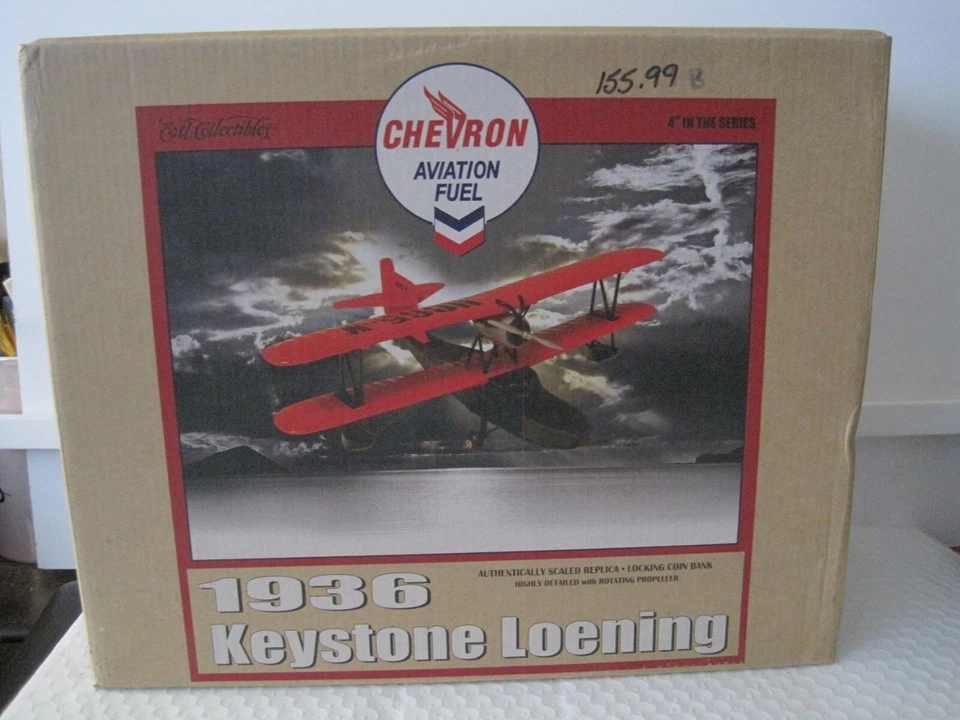 155.99 B
Ertl Collectibles
CHEVRON
AVIATION
FUEL
4th IN THE SERIES
AUTHENTICALLY SCALED REPLICA • LOCKING COIN BANK
HIGHLY DETAILED with ROTATING PROPELLER
1936
Keystone Loening